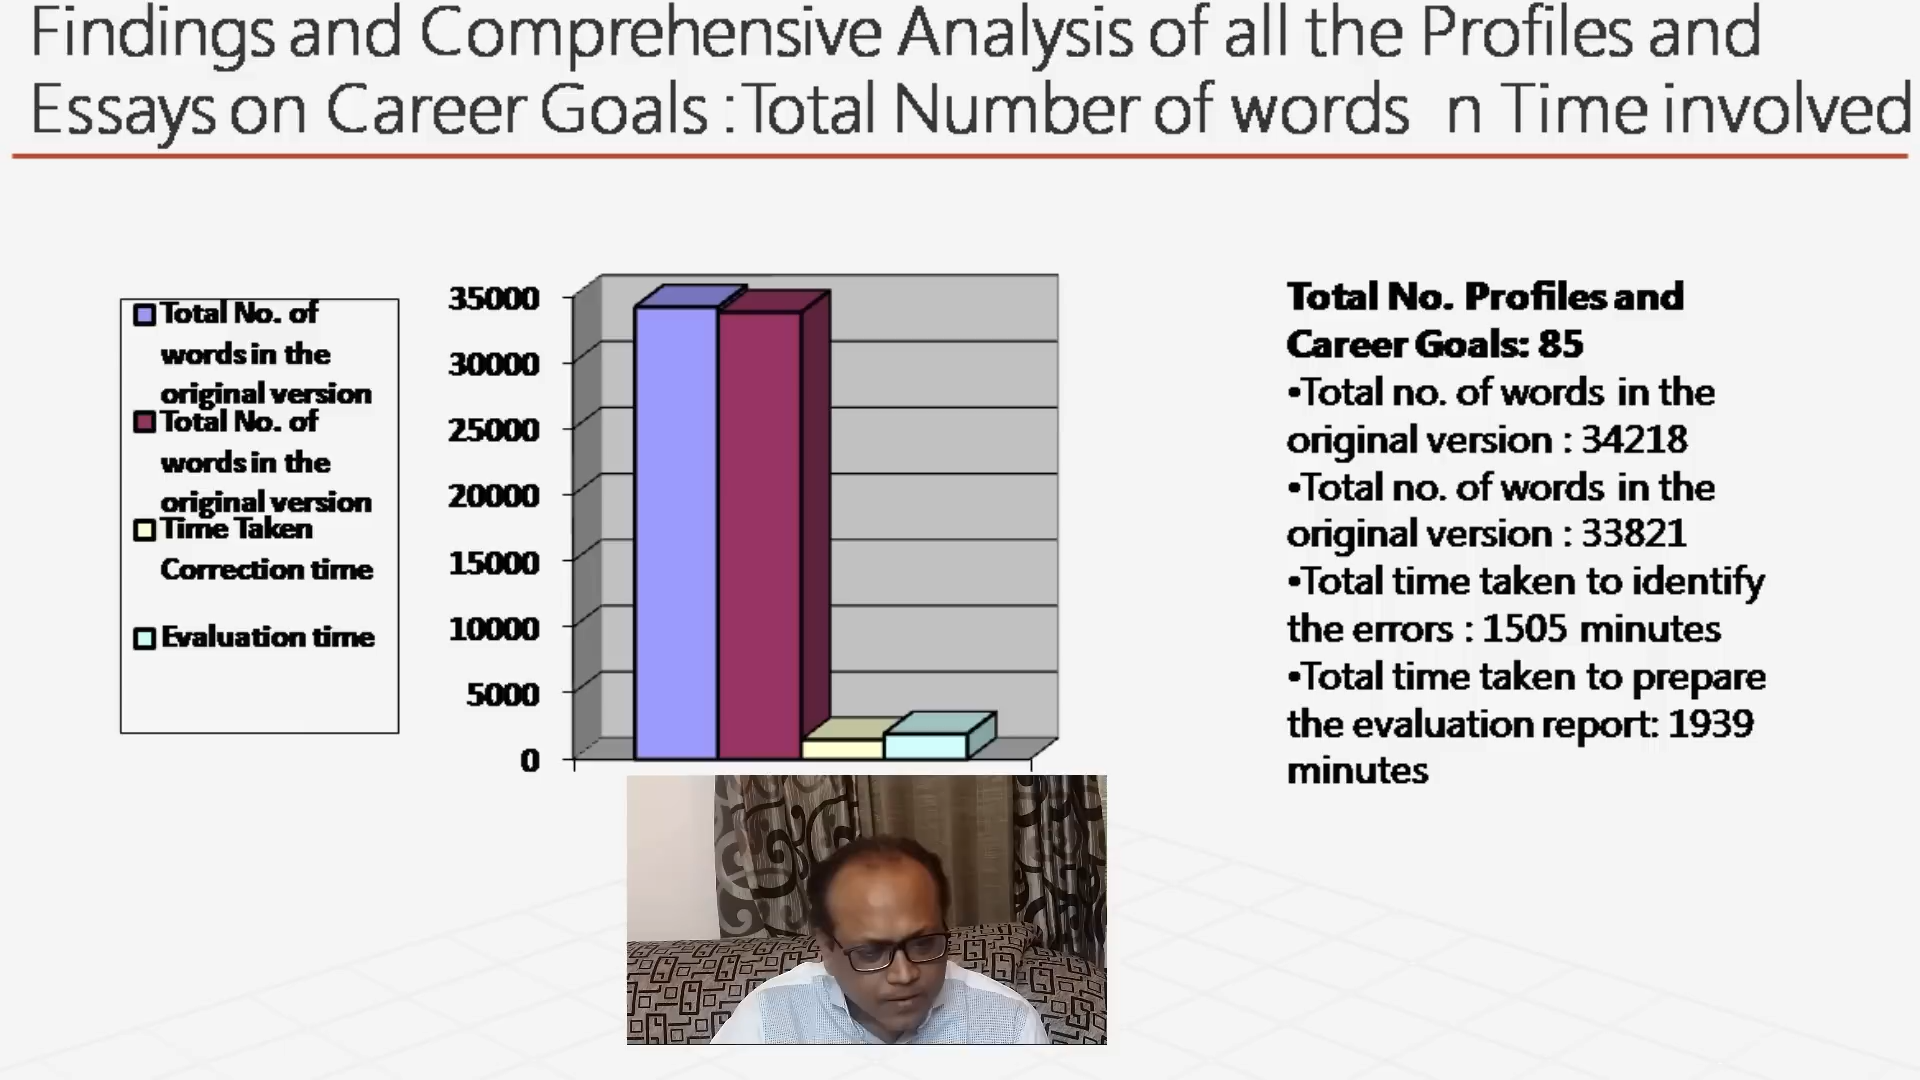 Findings and Comprehensive Analysis of all the Profiles and
Essays on Career Goals :Total Number of words n Time involved
Total No. of
words in the
original version
Total No. of
words in the
original version
Time Taken
Correction time
Evaluation time
35000
30000
25000
20000
15000
10000
5000
0
Total No. Profiles and
Career Goals: 85
•Total no. of words in the
original version : 34218
•Total no. of words in the
original version : 33821
•Total time taken to identify
the errors : 1505 minutes
•Total time taken to prepare
the evaluation report: 1939
minutes